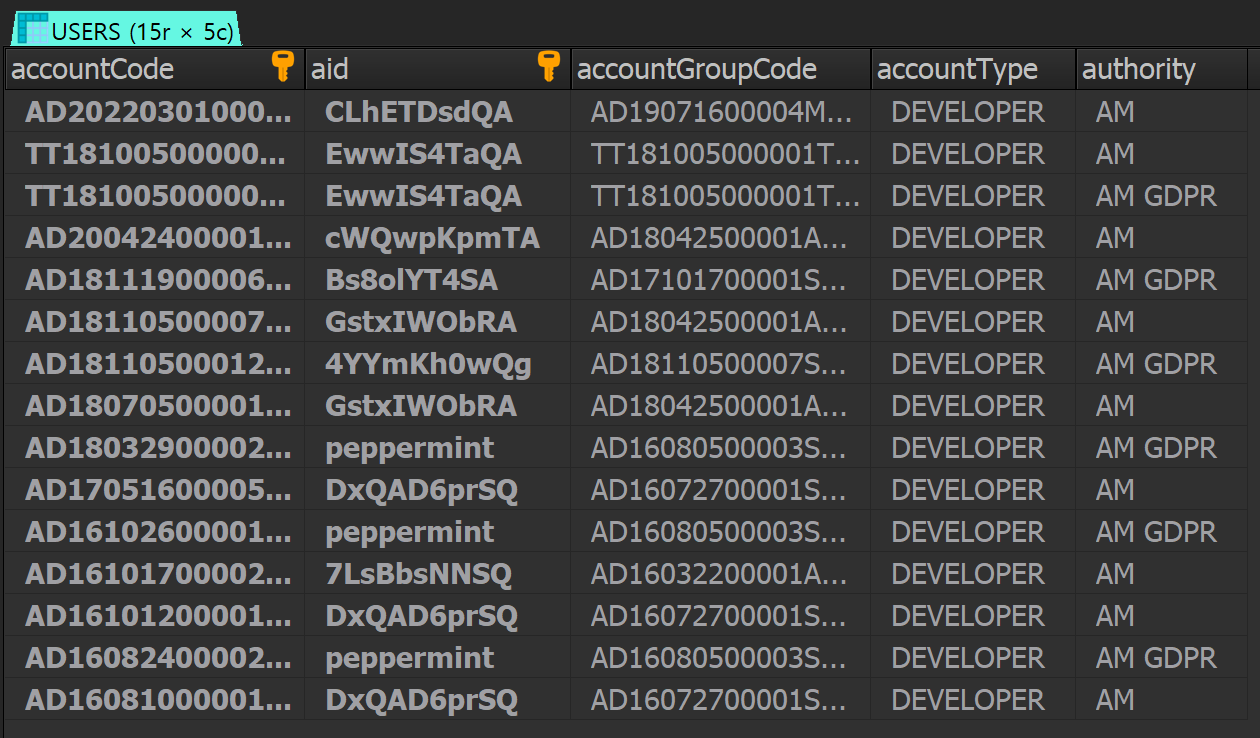 USERS (15r × 5c)
accountCode aid accountGroupCode accountType authority
AD20220301000... CLhETDsdQA AD19071600004M... DEVELOPER AM
TT18100500000... EwwIS4TaQA TT181005000001T... DEVELOPER AM
TT18100500000... EwwIS4TaQA TT181005000001T... DEVELOPER AM GDPR
AD20042400001... cWQwpKpmTA AD18042500001A... DEVELOPER AM
AD18111900006... Bs8olYT4SA AD17101700001S... DEVELOPER AM GDPR
AD18110500007... GstxIWObRA AD18042500001A... DEVELOPER AM
AD18110500012... 4YYmKh0wQg AD18110500007S... DEVELOPER AM GDPR
AD18070500001... GstxIWObRA AD18042500001A... DEVELOPER AM
AD18032900002... peppermint AD16080500003S... DEVELOPER AM GDPR
AD17051600005... DxQAD6prSQ AD16072700001S... DEVELOPER AM
AD16102600001... peppermint AD16080500003S... DEVELOPER AM GDPR
AD16101700002... 7LsBbsNNSQ AD16032200001A... DEVELOPER AM
AD16101200001... DxQAD6prSQ AD16072700001S... DEVELOPER AM
AD16082400002... peppermint AD16080500003S... DEVELOPER AM GDPR
AD16081000001... DxQAD6prSQ AD16072700001S... DEVELOPER AM